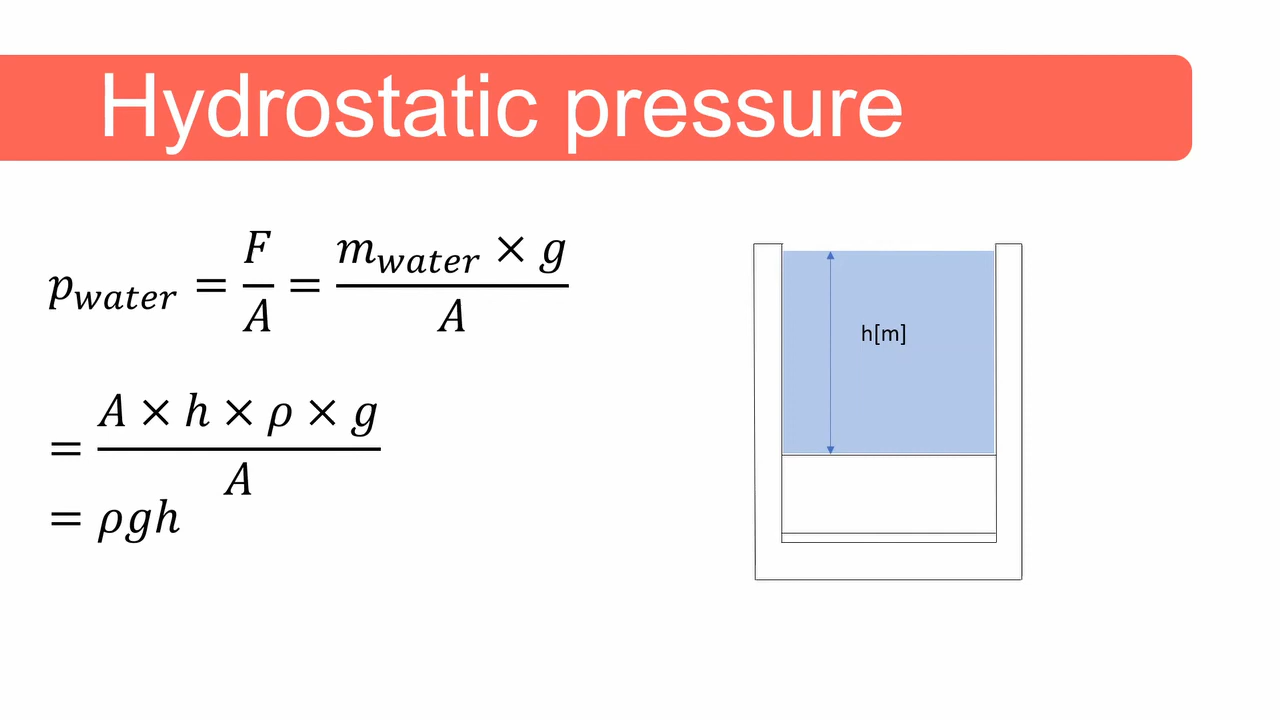 Hydrostatic pressure
p_water = F/A = (m_water × g)/A
= (A × h × ρ × g)/A
= ρgh
h[m]